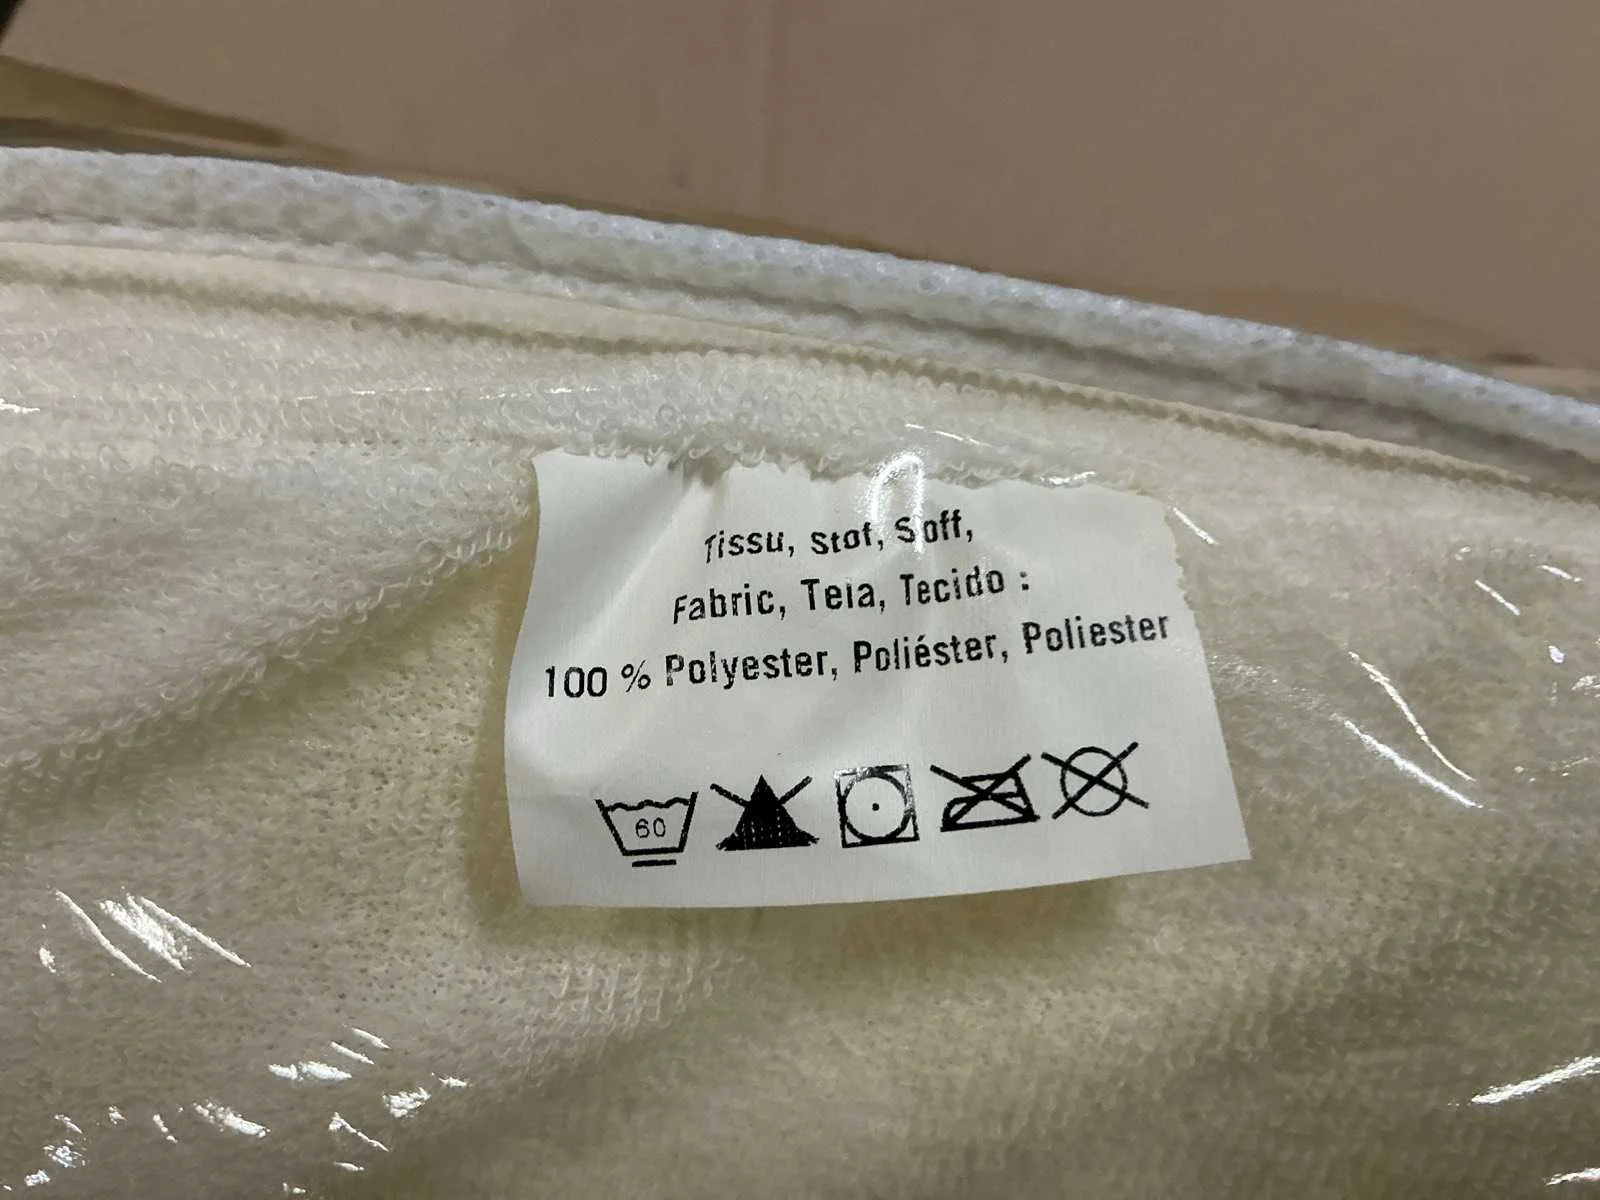 Tissu, Stof, Stoff,
Fabric, Tela, Tecido :
100 % Polyester, Poliéster, Poliester
60